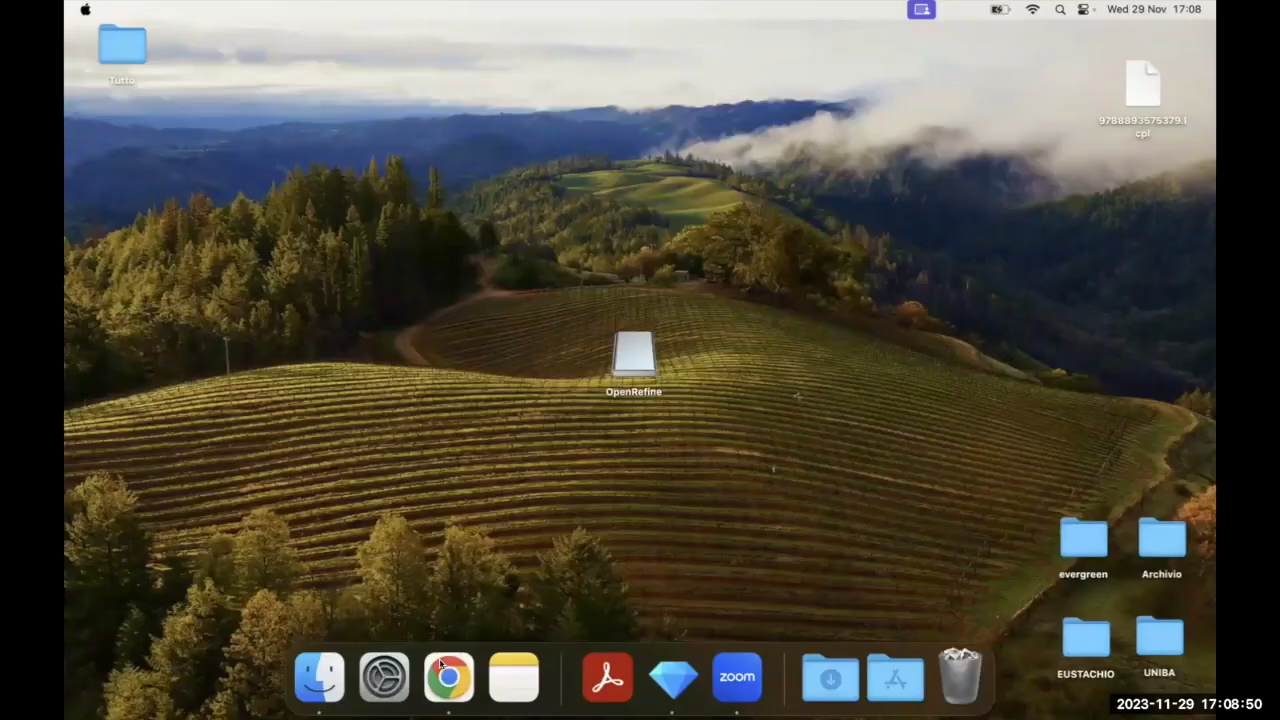 Wed 29 Nov 17:08
Tutto
9788893575379.l
cpl
OpenRefine
evergreen
Archivio
EUSTACHIO
UNIBA
zoom
2023-11-29 17:08:50